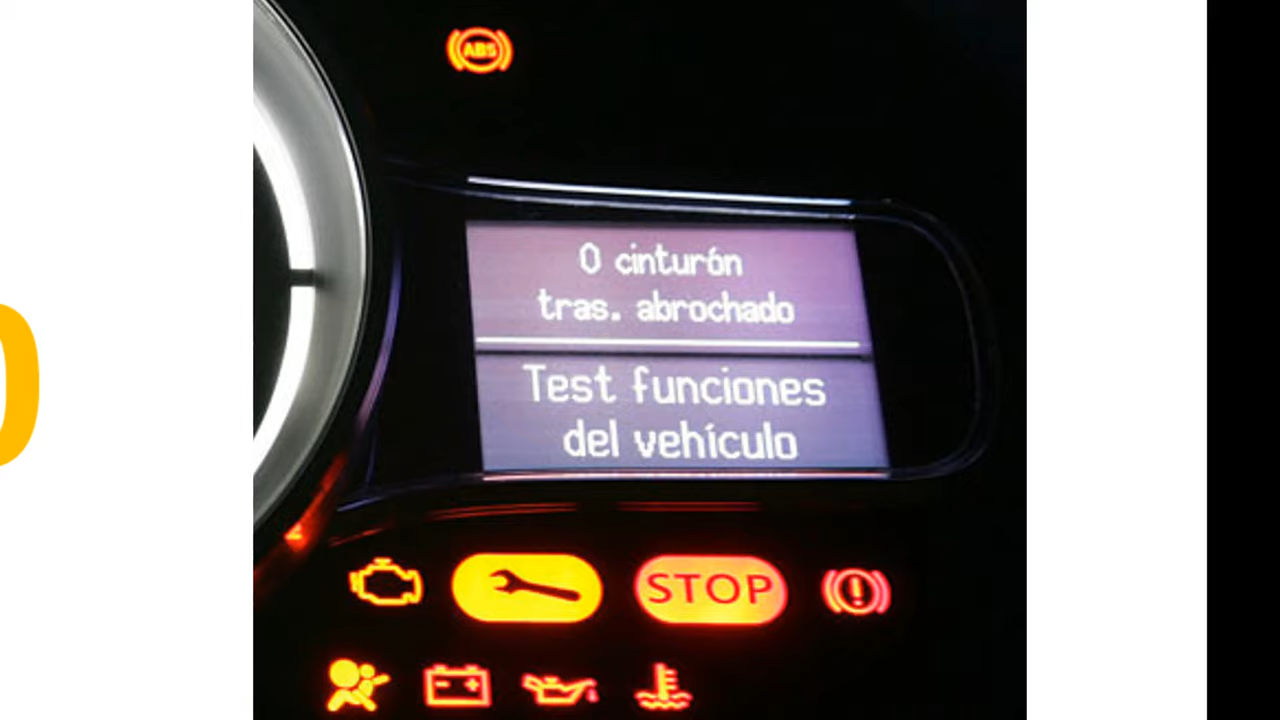 ABS
0 cinturón
tras. abrochado
Test funciones
del vehículo
STOP